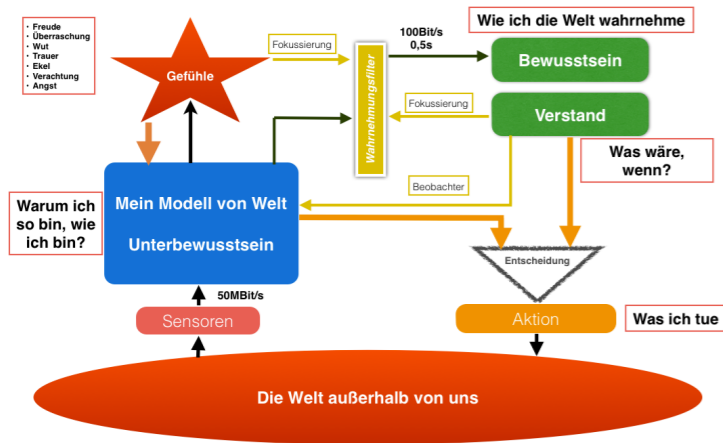 • Freude
• Überraschung
• Wut
• Trauer
• Ekel
• Verachtung
• Angst
Gefühle
Fokussierung
Wahrnehmungsfilter
100Bit/s
0,5s
Wie ich die Welt wahrnehme
Bewusstsein
Fokussierung
Verstand
Was wäre,
wenn?
Warum ich
so bin, wie
ich bin?
Mein Modell von Welt
Unterbewusstsein
Beobachter
Entscheidung
50MBit/s
Sensoren
Aktion
Was ich tue
Die Welt außerhalb von uns